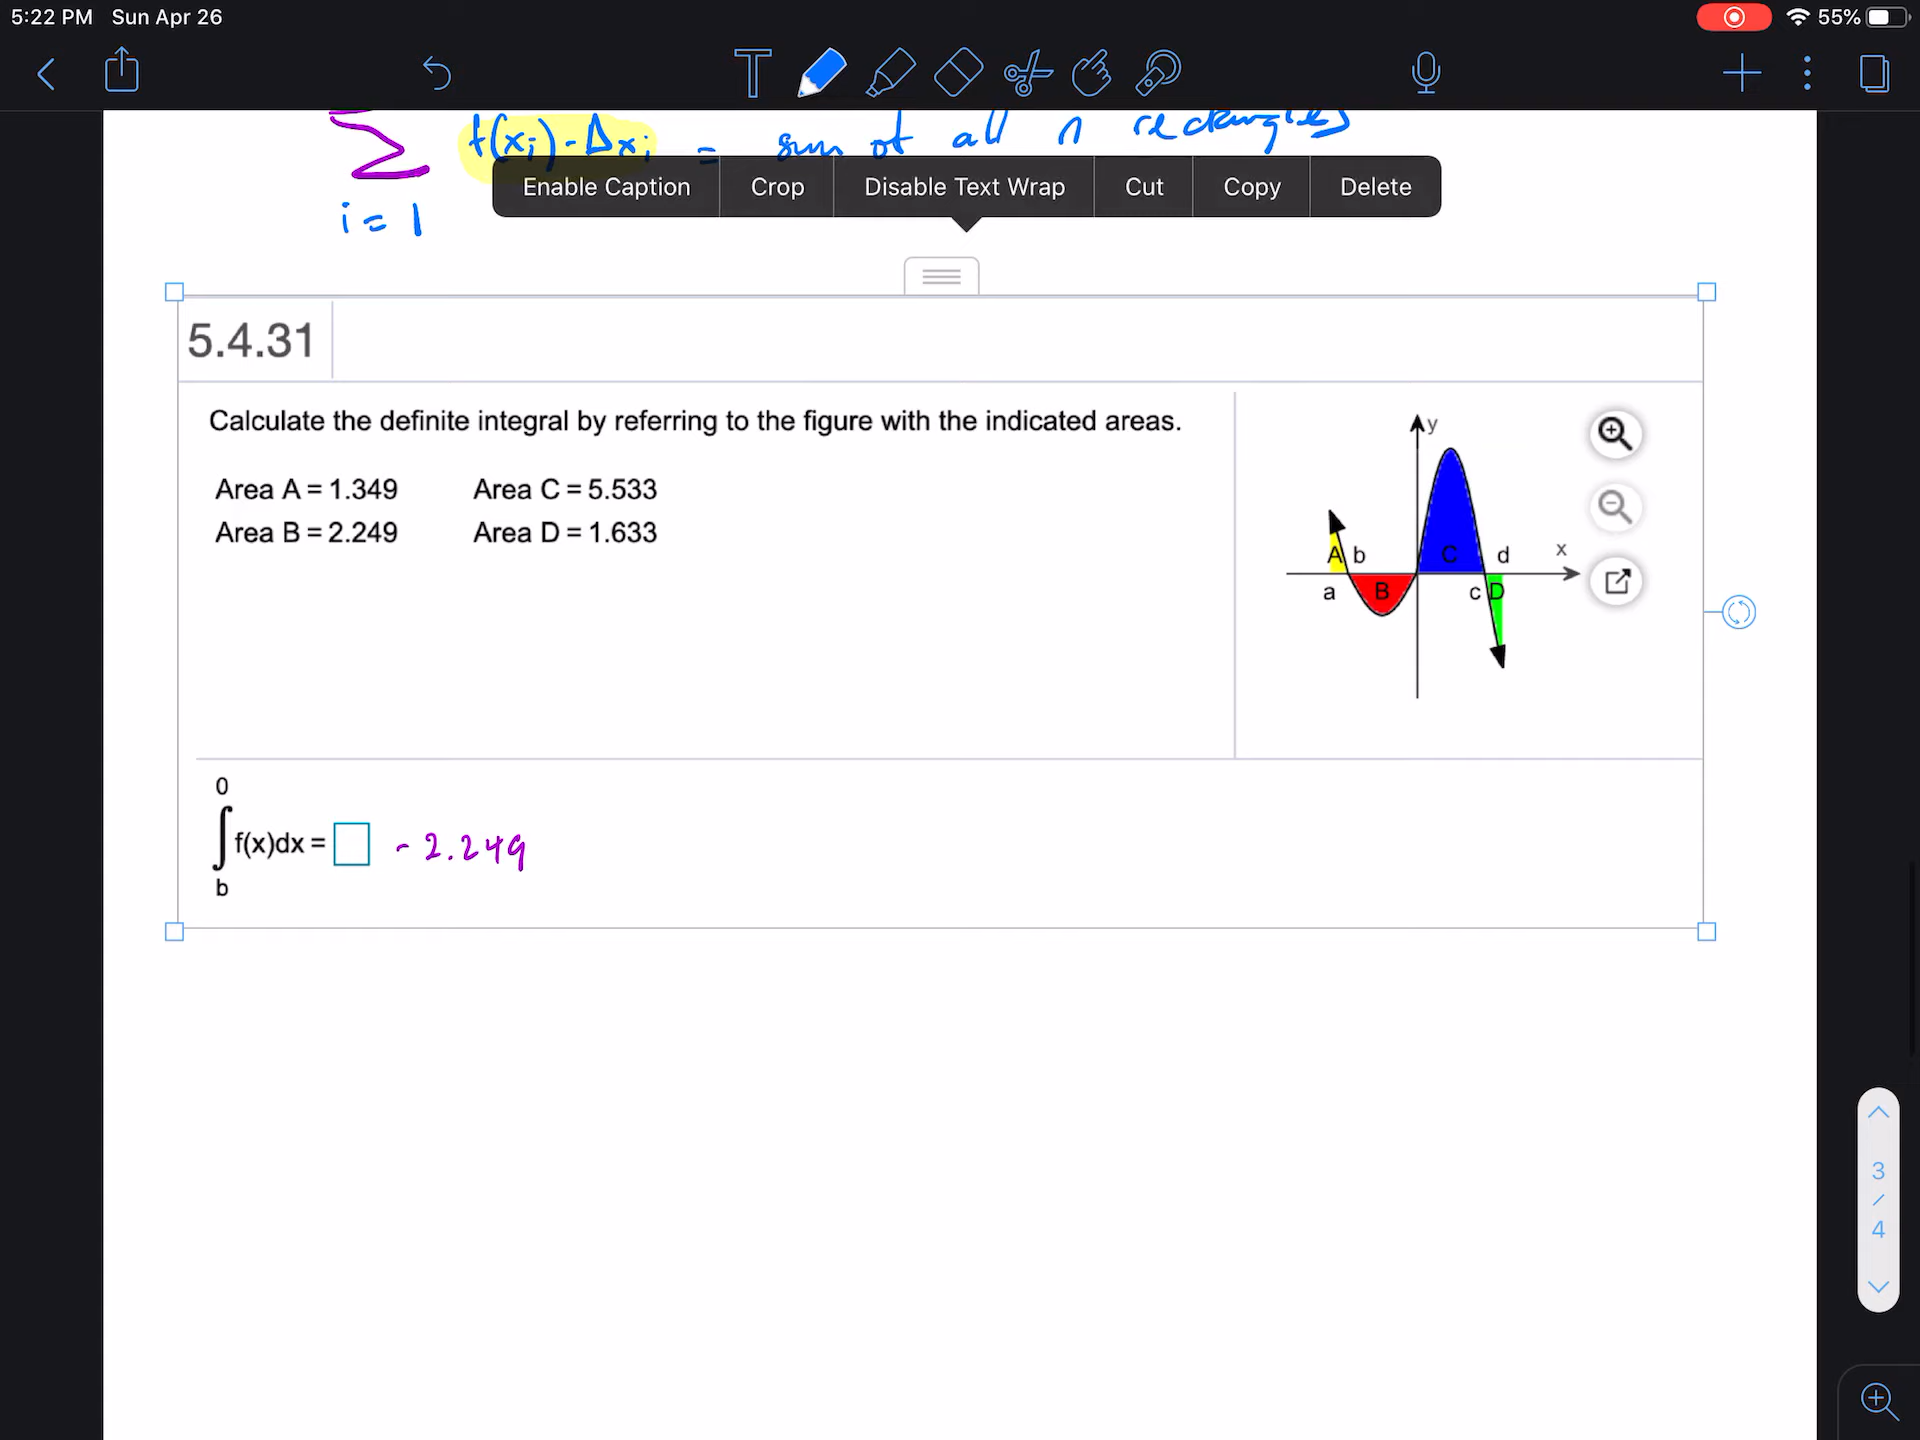 5:22 PM Sun Apr 26 55%
T
f(xi) · Δxi = sum of all n rectangles
i = 1
Enable Caption Crop Disable Text Wrap Cut Copy Delete
5.4.31
Calculate the definite integral by referring to the figure with the indicated areas.
Area A = 1.349 Area C = 5.533
Area B = 2.249 Area D = 1.633
y
A b C d x
a B c D
0
∫ f(x)dx = - 2.249
b
3
/
4